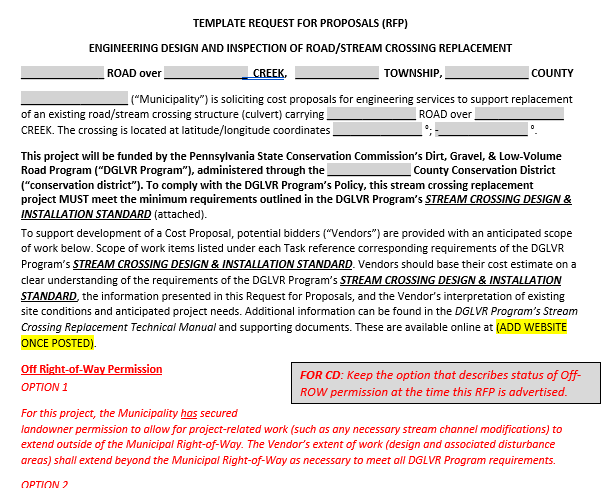 TEMPLATE REQUEST FOR PROPOSALS (RFP)
ENGINEERING DESIGN AND INSPECTION OF ROAD/STREAM CROSSING REPLACEMENT
ROAD over _ CREEK, TOWNSHIP, COUNTY
(“Municipality”) is soliciting cost proposals for engineering services to support replacement
of an existing road/stream crossing structure (culvert) carrying ROAD over
CREEK. The crossing is located at latitude/longitude coordinates °; - °.
This project will be funded by the Pennsylvania State Conservation Commission’s Dirt, Gravel, & Low-Volume
Road Program (“DGLVR Program”), administered through the County Conservation District
(“conservation district”). To comply with the DGLVR Program’s Policy, this stream crossing replacement
project MUST meet the minimum requirements outlined in the DGLVR Program’s STREAM CROSSING DESIGN &
INSTALLATION STANDARD (attached).
To support development of a Cost Proposal, potential bidders (“Vendors”) are provided with an anticipated scope
of work below. Scope of work items listed under each Task reference corresponding requirements of the DGLVR
Program’s STREAM CROSSING DESIGN & INSTALLATION STANDARD. Vendors should base their cost estimate on a
clear understanding of the requirements of the DGLVR Program’s STREAM CROSSING DESIGN & INSTALLATION
STANDARD, the information presented in this Request for Proposals, and the Vendor’s interpretation of existing
site conditions and anticipated project needs. Additional information can be found in the DGLVR Program’s Stream
Crossing Replacement Technical Manual and supporting documents. These are available online at (ADD WEBSITE
ONCE POSTED).
Off Right-of-Way Permission
OPTION 1
FOR CD: Keep the option that describes status of Off-
ROW permission at the time this RFP is advertised.
For this project, the Municipality has secured
landowner permission to allow for project-related work (such as any necessary stream channel modifications) to
extend outside of the Municipal Right-of-Way. The Vendor’s extent of work (design and associated disturbance
areas) shall extend beyond the Municipal Right-of-Way as necessary to meet all DGLVR Program requirements.
OPTION 2